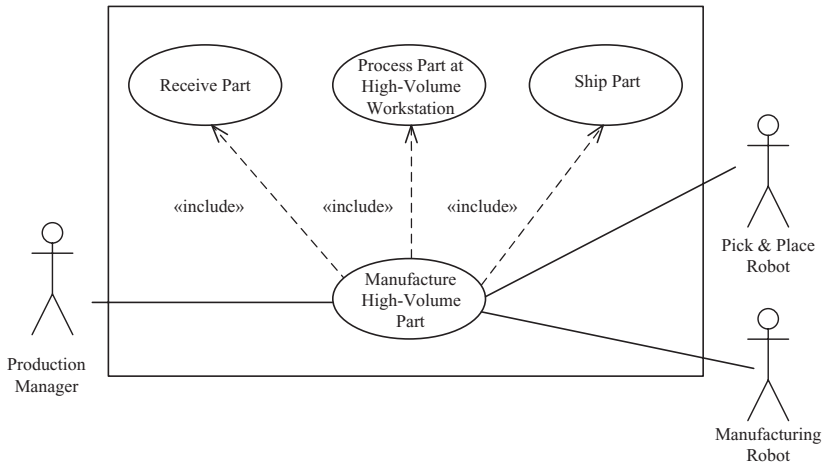 Receive Part
Process Part at
High-Volume
Workstation
Ship Part
«include»
«include»
«include»
Manufacture
High-Volume
Part
Production
Manager
Pick & Place
Robot
Manufacturing
Robot